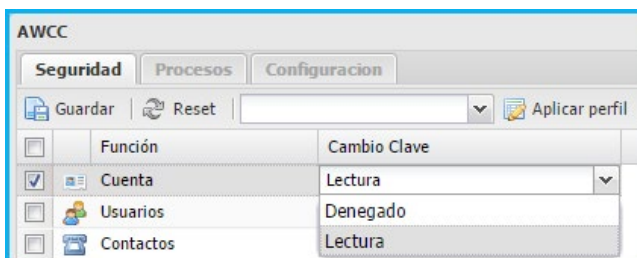 AWCC
Seguridad Procesos Configuracion
Guardar Reset Aplicar perfil
Función Cambio Clave
Cuenta Lectura
Usuarios Denegado
Contactos Lectura